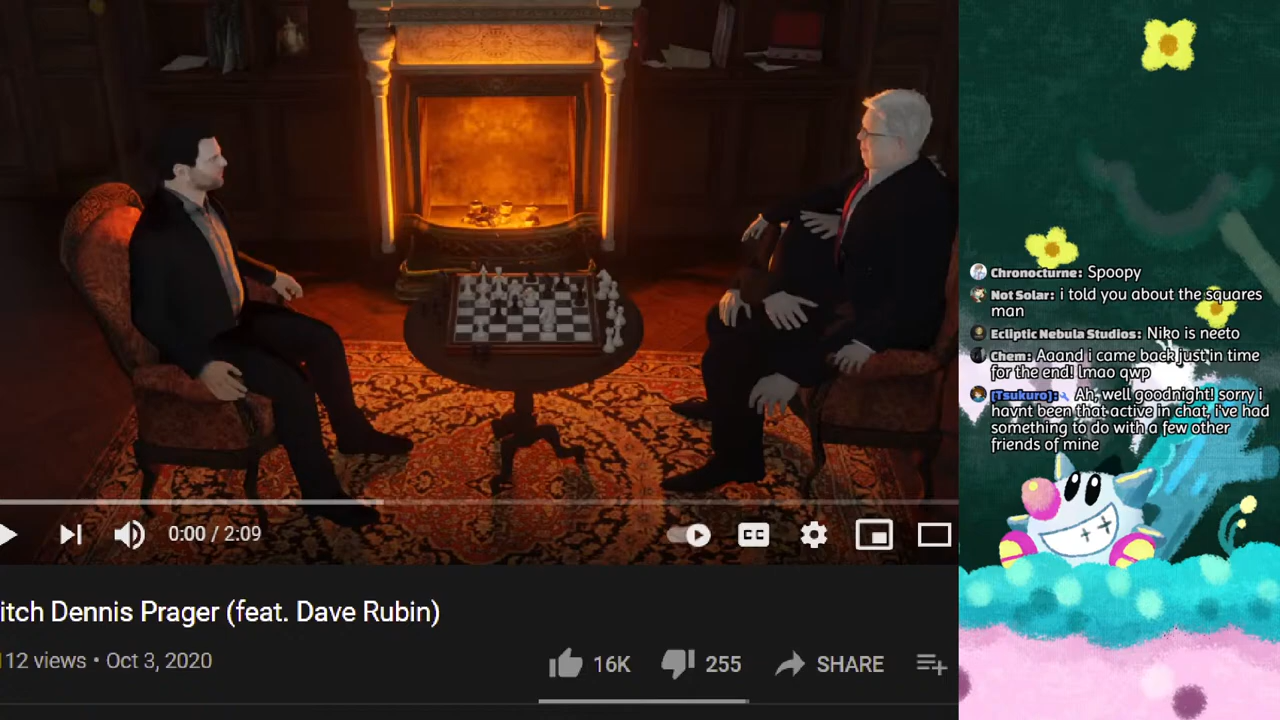 0:00 / 2:09
CC
itch Dennis Prager (feat. Dave Rubin)
112 views • Oct 3, 2020
16K
255
SHARE
Chronocturne: Spoopy
Not Solar: i told you about the squares
man
Ecliptic Nebula Studios: Niko is neeto
Chem: Aaand i came back just in time
for the end! lmao qwp
[Tsukuro]: Ah, well goodnight! sorry i
havnt been that active in chat, i've had
something to do with a few other
friends of mine